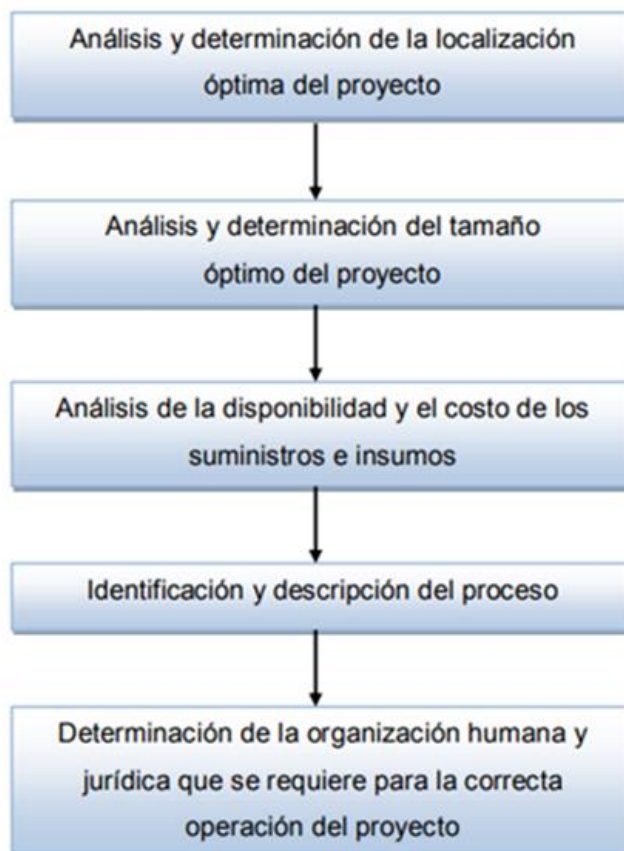 Análisis y determinación de la localización
óptima del proyecto
Análisis y determinación del tamaño
óptimo del proyecto
Análisis de la disponibilidad y el costo de los
suministros e insumos
Identificación y descripción del proceso
Determinación de la organización humana y
jurídica que se requiere para la correcta
operación del proyecto